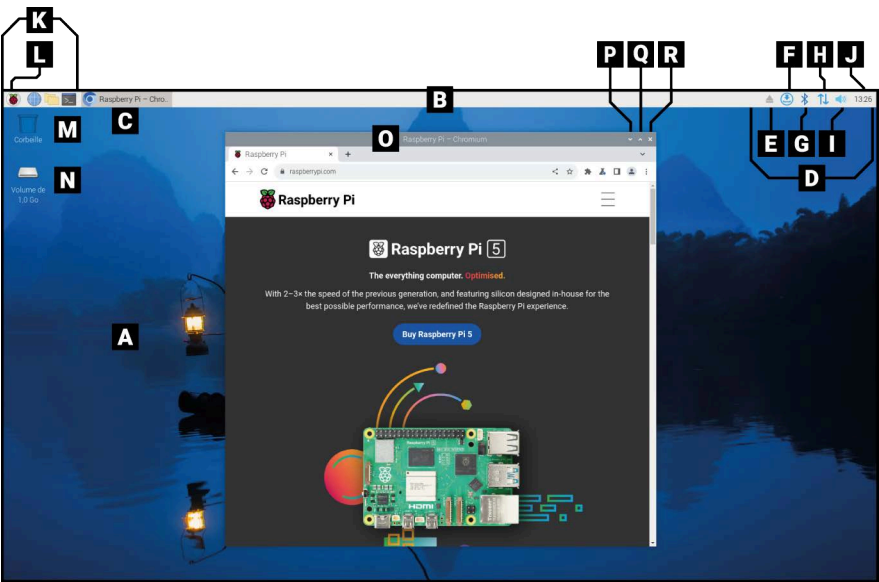 K
L
P Q R
F H J
Raspberry Pi – Chro..
B
13:26
C
O
Raspberry Pi – Chromium
M
E G I
Corbeille
Raspberry Pi
N
raspberrypi.com
D
Volume de
1,0 Go
Raspberry Pi
Raspberry Pi 5
The everything computer. Optimised.
With 2–3× the speed of the previous generation, and featuring silicon designed in-house for the
best possible performance, we've redefined the Raspberry Pi experience.
A
Buy Raspberry Pi 5
HDMI